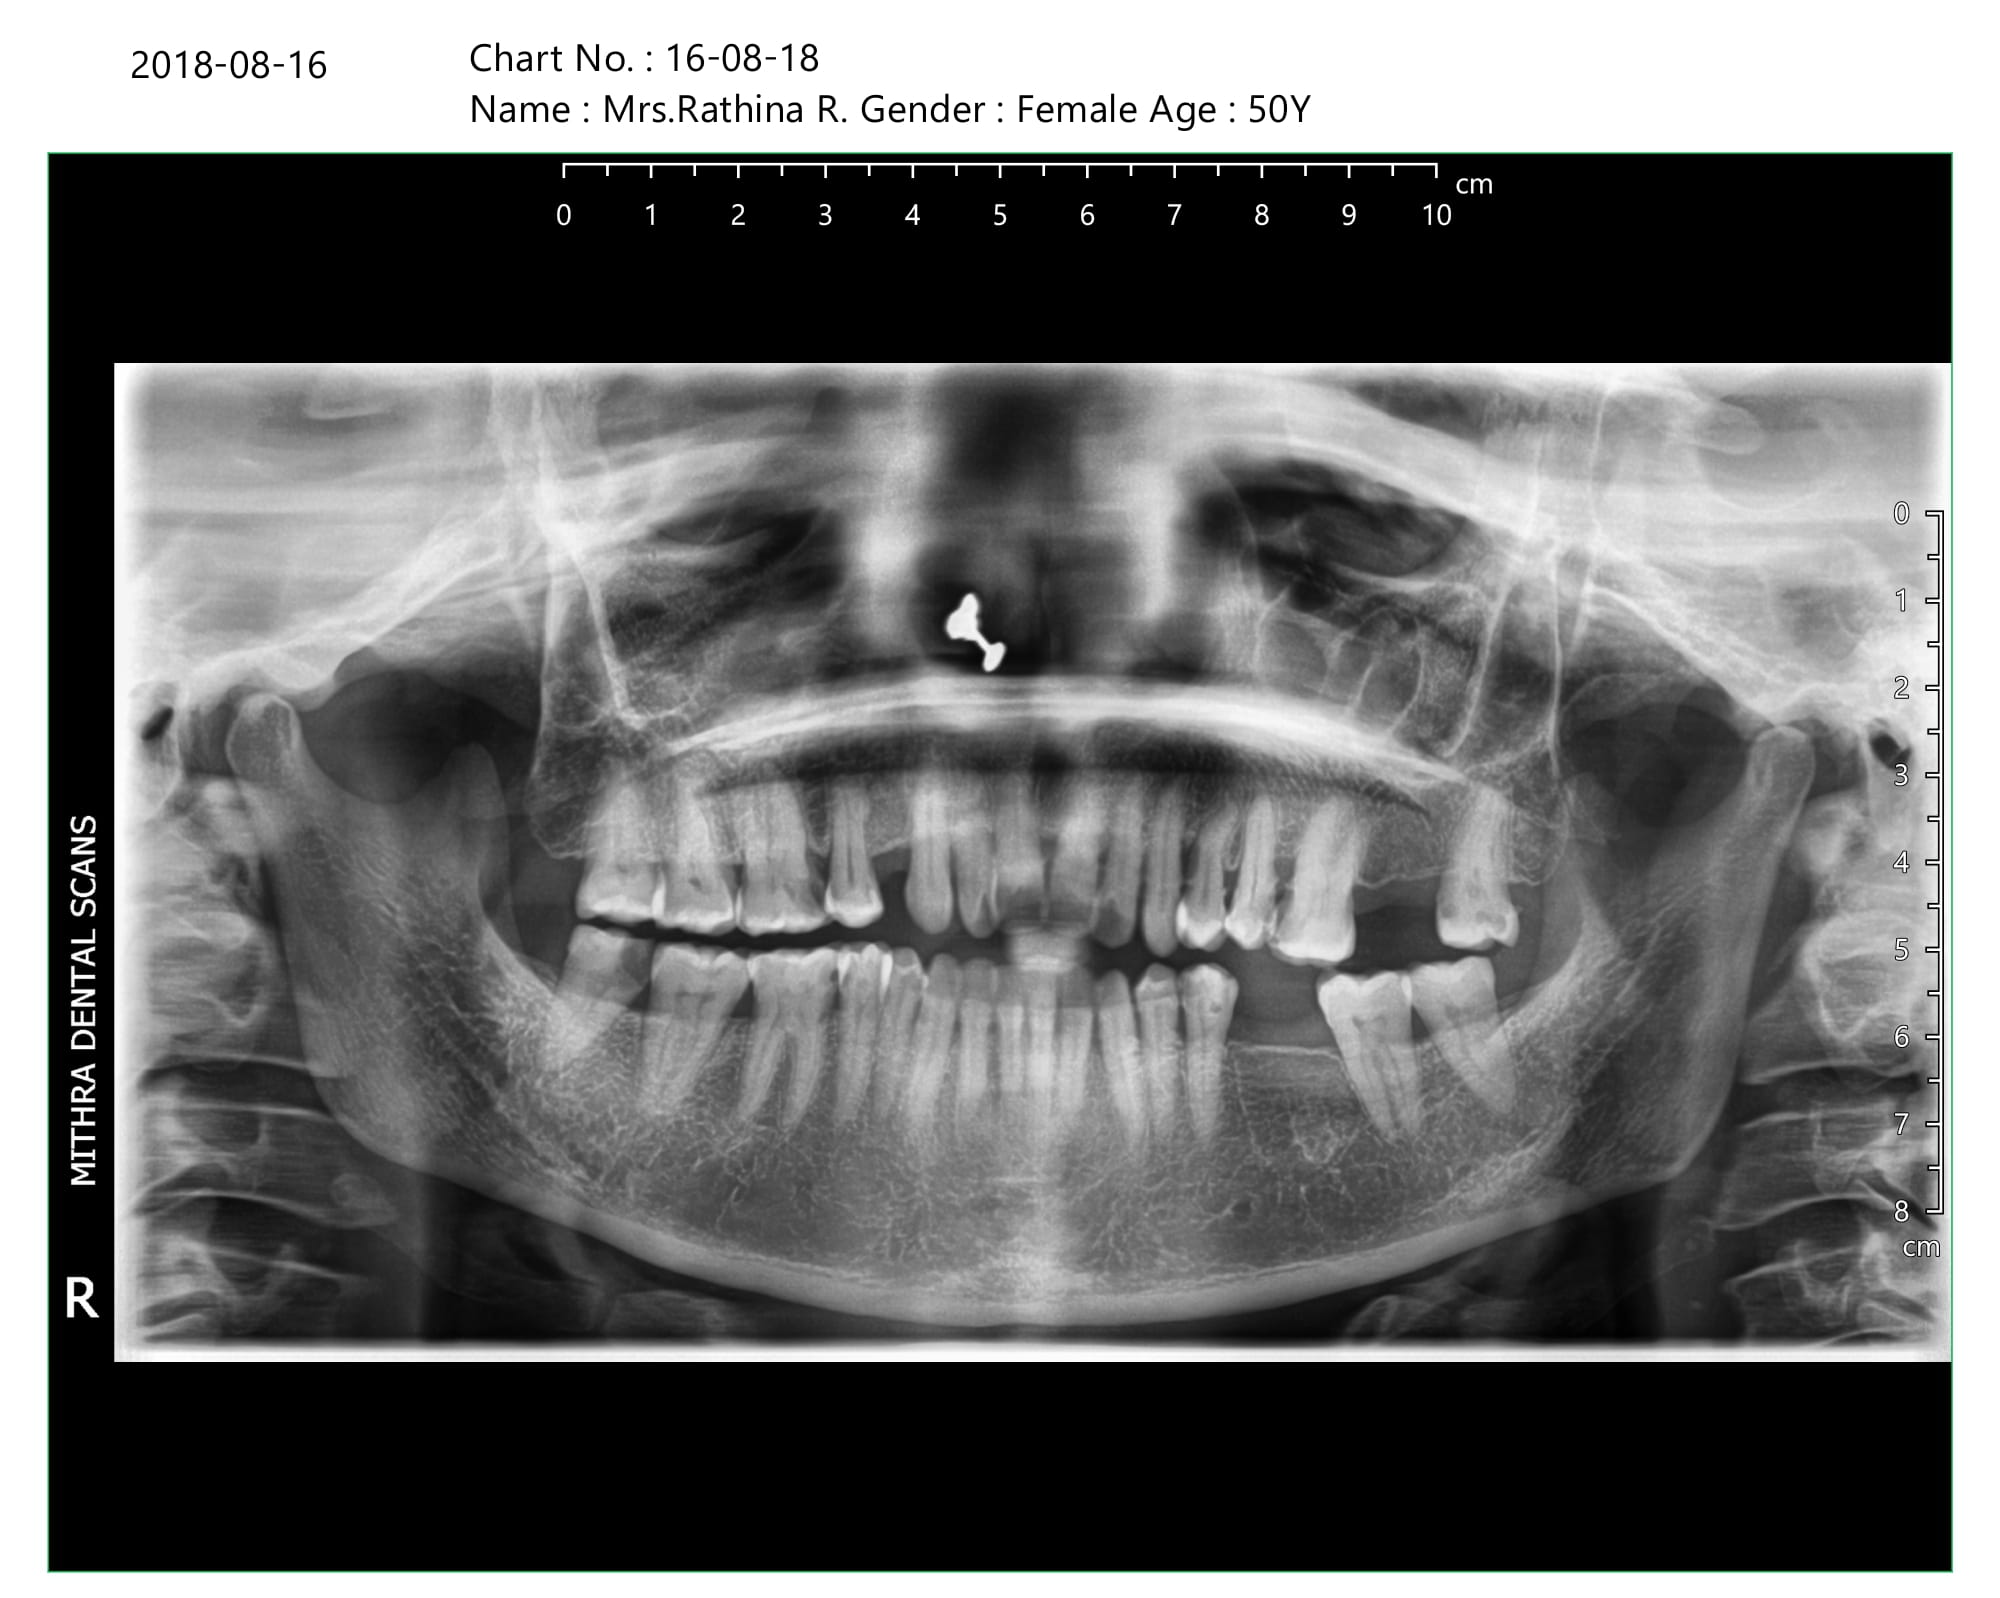 2018-08-16
Chart No. : 16-08-18
Name : Mrs.Rathina R. Gender : Female Age : 50Y
cm
0 1 2 3 4 5 6 7 8 9 10
0
1
2
3
4
5
6
7
8
cm
MITHRA DENTAL SCANS
R